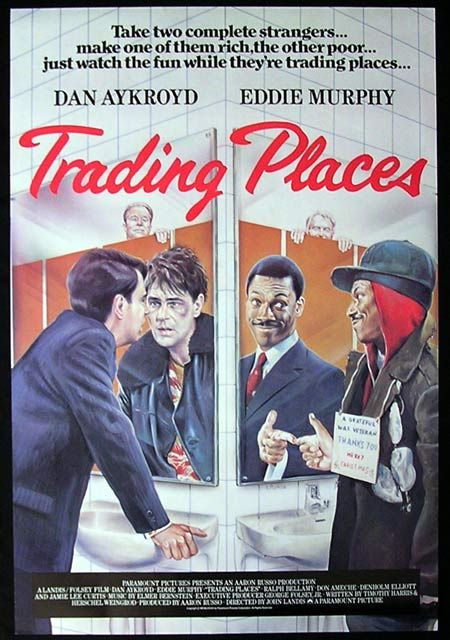 Take two complete strangers...
make one of them rich, the other poor...
just watch the fun while they're trading places...
DAN AYKROYD EDDIE MURPHY
Trading Places
A GRATEFUL
WAR VETERAN
THANKS YOU
MERRY
CHRISTMAS
PARAMOUNT PICTURES PRESENTS AN AARON RUSSO PRODUCTION
A LANDIS/FOLSEY FILM · DAN AYKROYD · EDDIE MURPHY · "TRADING PLACES" · RALPH BELLAMY · DON AMECHE · DENHOLM ELLIOTT
AND JAMIE LEE CURTIS · MUSIC BY ELMER BERNSTEIN · EXECUTIVE PRODUCER GEORGE FOLSEY, JR. · WRITTEN BY TIMOTHY HARRIS &
HERSCHEL WEINGROD · PRODUCED BY AARON RUSSO · DIRECTED BY JOHN LANDIS A PARAMOUNT PICTURE